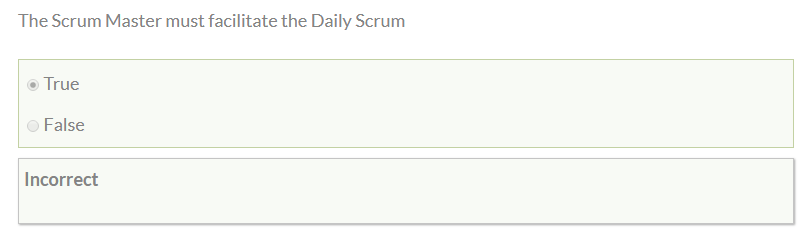 The Scrum Master must facilitate the Daily Scrum
True
False
Incorrect